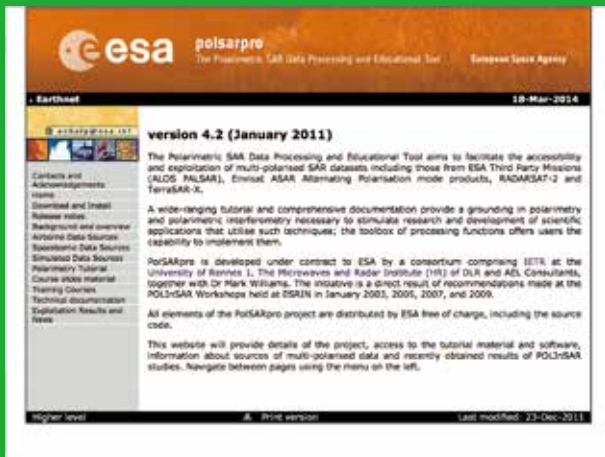 esa
polsarpro
The Polarimetric SAR Data Processing and Educational Tool
European Space Agency
Earthnet
18-Mar-2014
eohelp@esa.int
Contacts and
Acknowledgements
Home
Download and Install
Release notes
Background and overview
Airborne Data Sources
Spaceborne Data Sources
Simulated Data Sources
Polarimetry Tutorial
Course slides material
Training Courses
Technical documentation
Exploitation Results and
News
version 4.2 (January 2011)
The Polarimetric SAR Data Processing and Educational Tool aims to facilitate the accessibility
and exploitation of multi-polarised SAR datasets including those from ESA Third Party Missions
(ALOS PALSAR), Envisat ASAR Alternating Polarisation mode products, RADARSAT-2 and
TerraSAR-X.
A wide-ranging tutorial and comprehensive documentation provide a grounding in polarimetry
and polarimetric interferometry necessary to stimulate research and development of scientific
applications that utilise such techniques; the toolbox of processing functions offers users the
capability to implement them.
PolSARpro is developed under contract to ESA by a consortium comprising IETR at the
University of Rennes 1, The Microwaves and Radar Institute (HR) of DLR and AEL Consultants,
together with Dr Mark Williams. The initiative is a direct result of recommendations made at the
POLInSAR Workshops held at ESRIN in January 2003, 2005, 2007, and 2009.
All elements of the PolSARpro project are distributed by ESA free of charge, including the source
code.
This website will provide details of the project, access to the tutorial material and software,
information about sources of multi-polarised data and recently obtained results of POLInSAR
studies. Navigate between pages using the menu on the left.
Higher level
Print version
Last modified: 23-Dec-2011